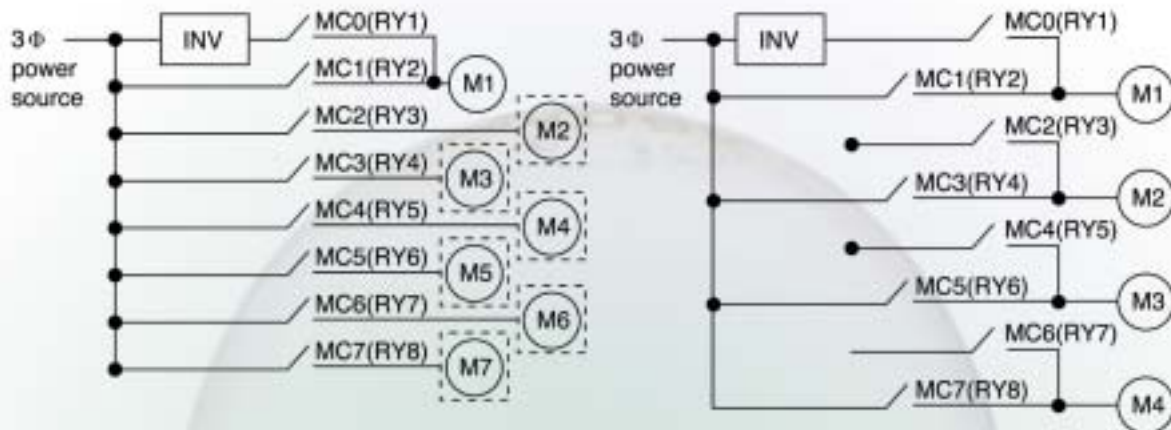 3Φ
power
source
INV
MC0(RY1)
MC1(RY2)
M1
MC2(RY3)
M2
MC3(RY4)
M3
MC4(RY5)
M4
MC5(RY6)
M5
MC6(RY7)
M6
MC7(RY8)
M7
3Φ
power
source
INV
MC0(RY1)
MC1(RY2)
M1
MC2(RY3)
MC3(RY4)
M2
MC4(RY5)
MC5(RY6)
M3
MC6(RY7)
MC7(RY8)
M4